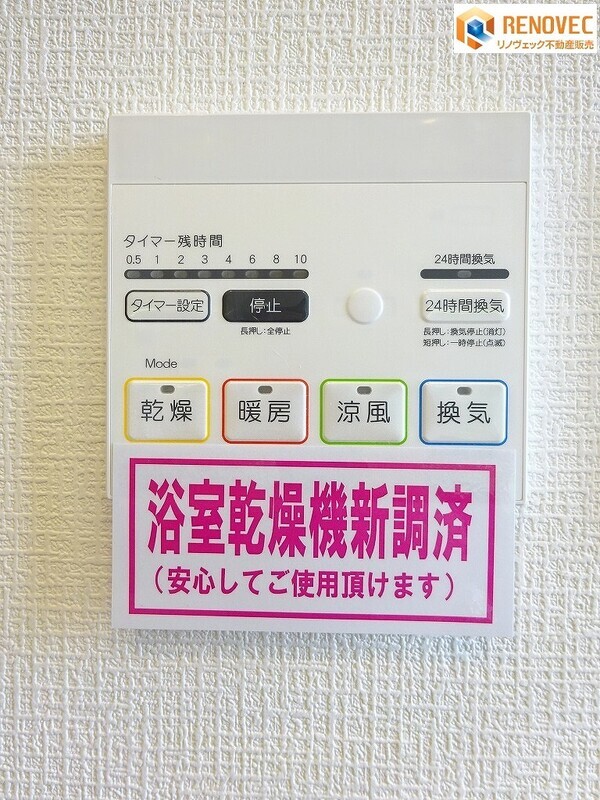 RENOVEC
リノヴェック不動産販売
タイマー残時間
0.5 1 2 3 4 6 8 10
24時間換気
タイマー設定
停止
24時間換気
長押し:全停止
長押し:換気停止(消灯)
短押し:一時停止(点滅)
Mode
乾燥
暖房
涼風
換気
浴室乾燥機新調済
(安心してご使用頂けます)